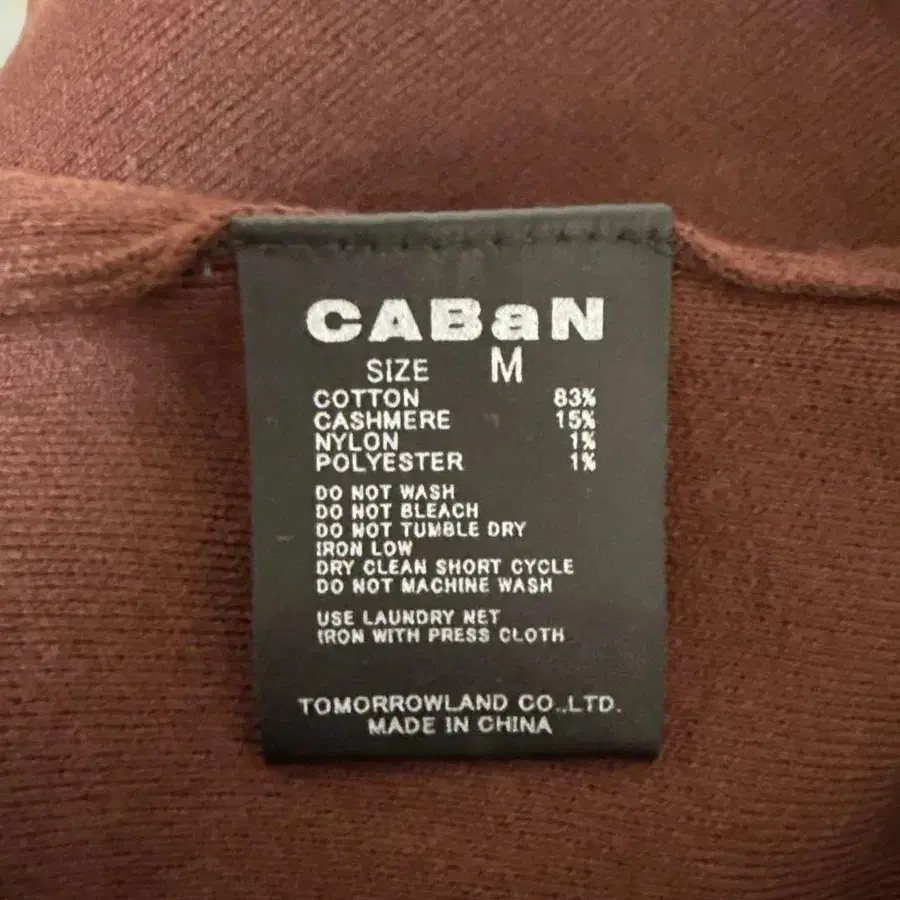 CABaN
SIZE M
COTTON 83%
CASHMERE 15%
NYLON 1%
POLYESTER 1%
DO NOT WASH
DO NOT BLEACH
DO NOT TUMBLE DRY
IRON LOW
DRY CLEAN SHORT CYCLE
DO NOT MACHINE WASH
USE LAUNDRY NET
IRON WITH PRESS CLOTH
TOMORROWLAND CO.,LTD.
MADE IN CHINA